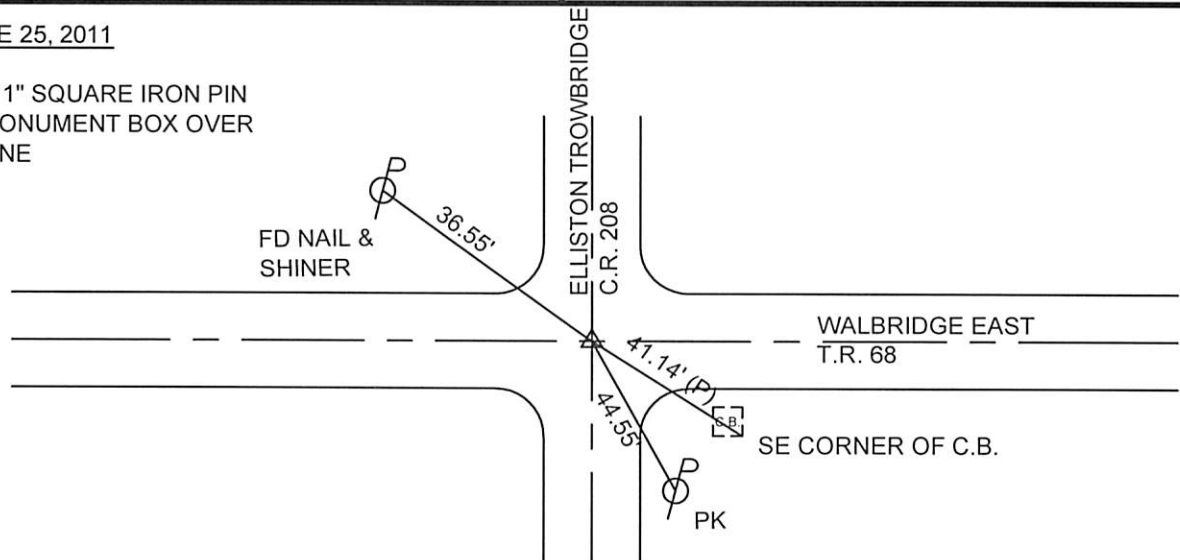 E 25, 2011
1" SQUARE IRON PIN
ONUMENT BOX OVER
NE
ELLISTON TROWBRIDGE
C.R. 208
P
36.55'
FD NAIL &
SHINER
WALBRIDGE EAST
T.R. 68
41.14' (P)
44.55'
C.B.
SE CORNER OF C.B.
P
PK